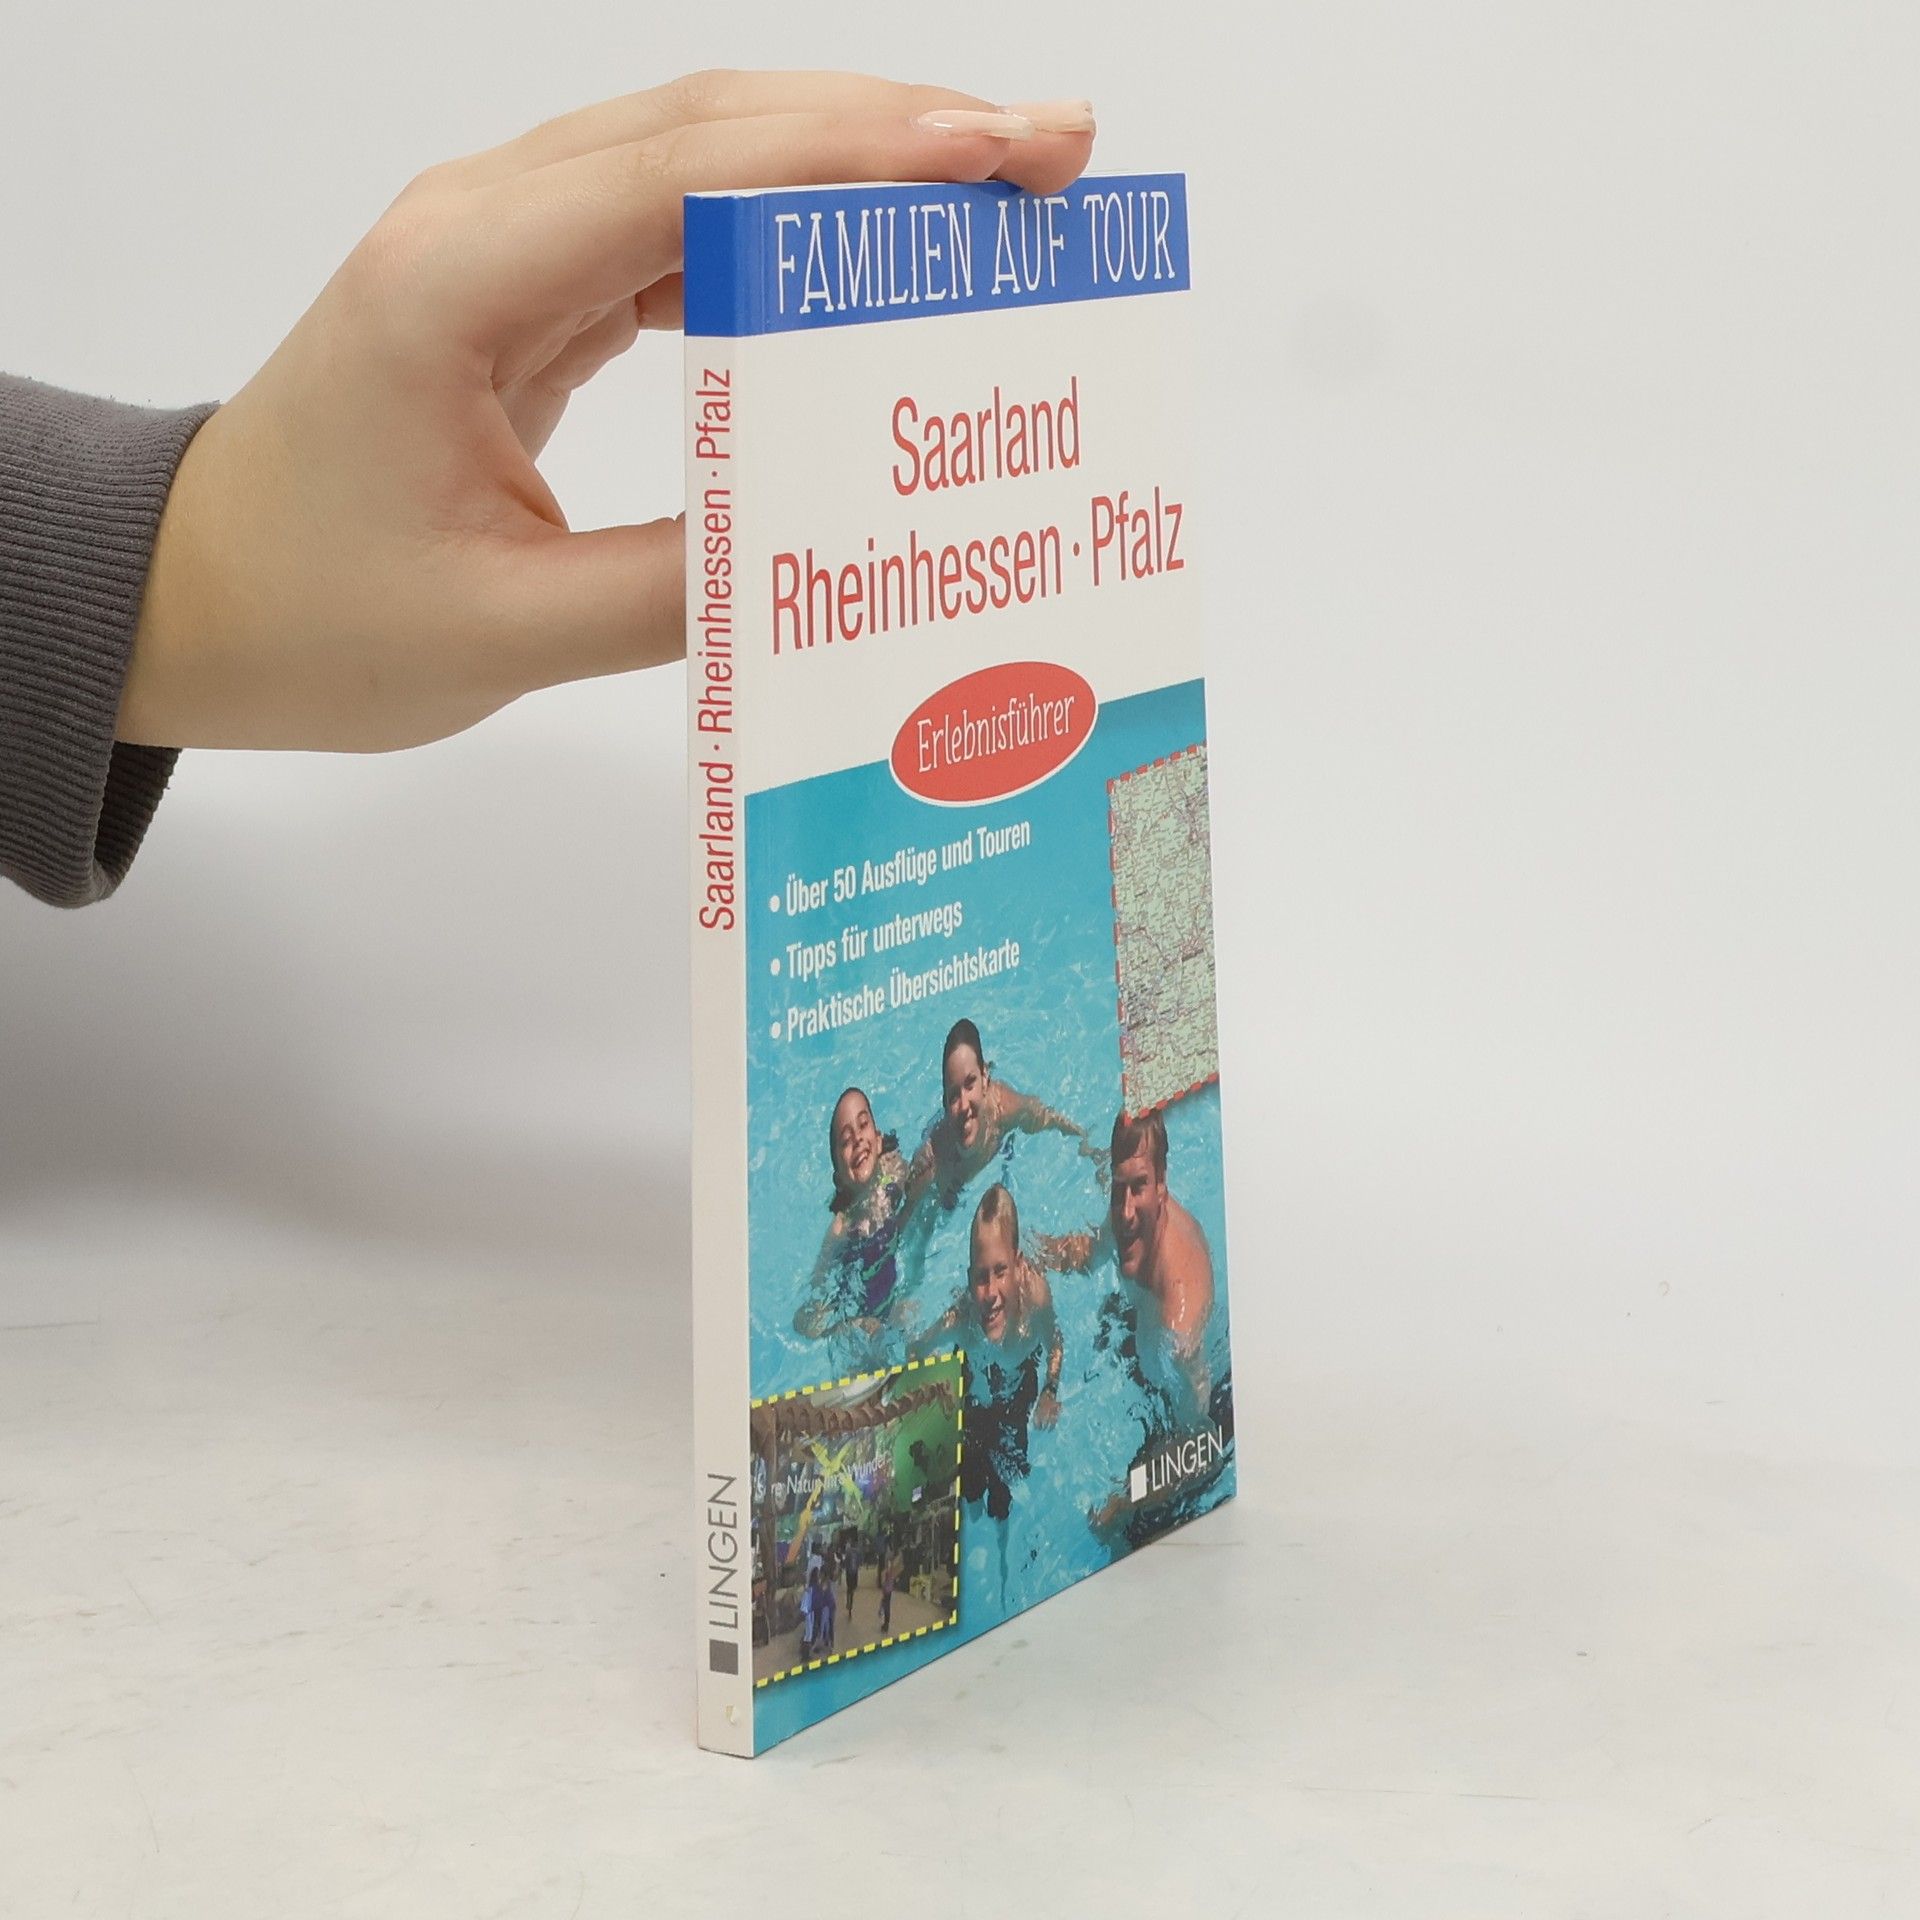 FAMILIEN AUF TOUR
Saarland
Rheinhessen · Pfalz
Erlebnisführer
• Über 50 Ausflüge und Touren
• Tipps für unterwegs
• Praktische Übersichtskarte
LINGEN
Saarland · Rheinhessen · Pfalz
LINGEN